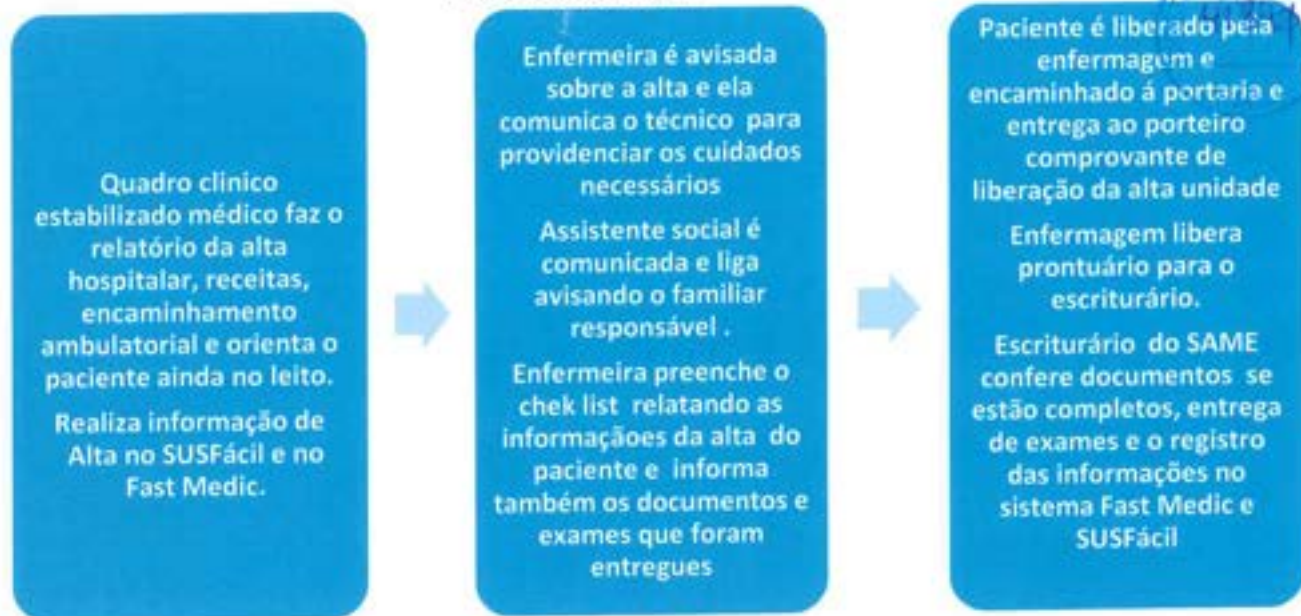 Quadro clinico
estabilizado médico faz o
relatório da alta
hospitalar, receitas,
encaminhamento
ambulatorial e orienta o
paciente ainda no leito.
Realiza informação de
Alta no SUSFácil e no
Fast Medic.
Enfermeira é avisada
sobre a alta e ela
comunica o técnico para
providenciar os cuidados
necessários
Assistente social é
comunicada e liga
avisando o familiar
responsável .
Enfermeira preenche o
chek list relatando as
informaçãoes da alta do
paciente e informa
também os documentos e
exames que foram
entregues
Paciente é liberado pela
enfermagem e
encaminhado á portaria e
entrega ao porteiro
comprovante de
liberação da alta unidade
Enfermagem libera
prontuário para o
escriturário.
Escriturário do SAME
confere documentos se
estão completos, entrega
de exames e o registro
das informações no
sistema Fast Medic e
SUSFácil